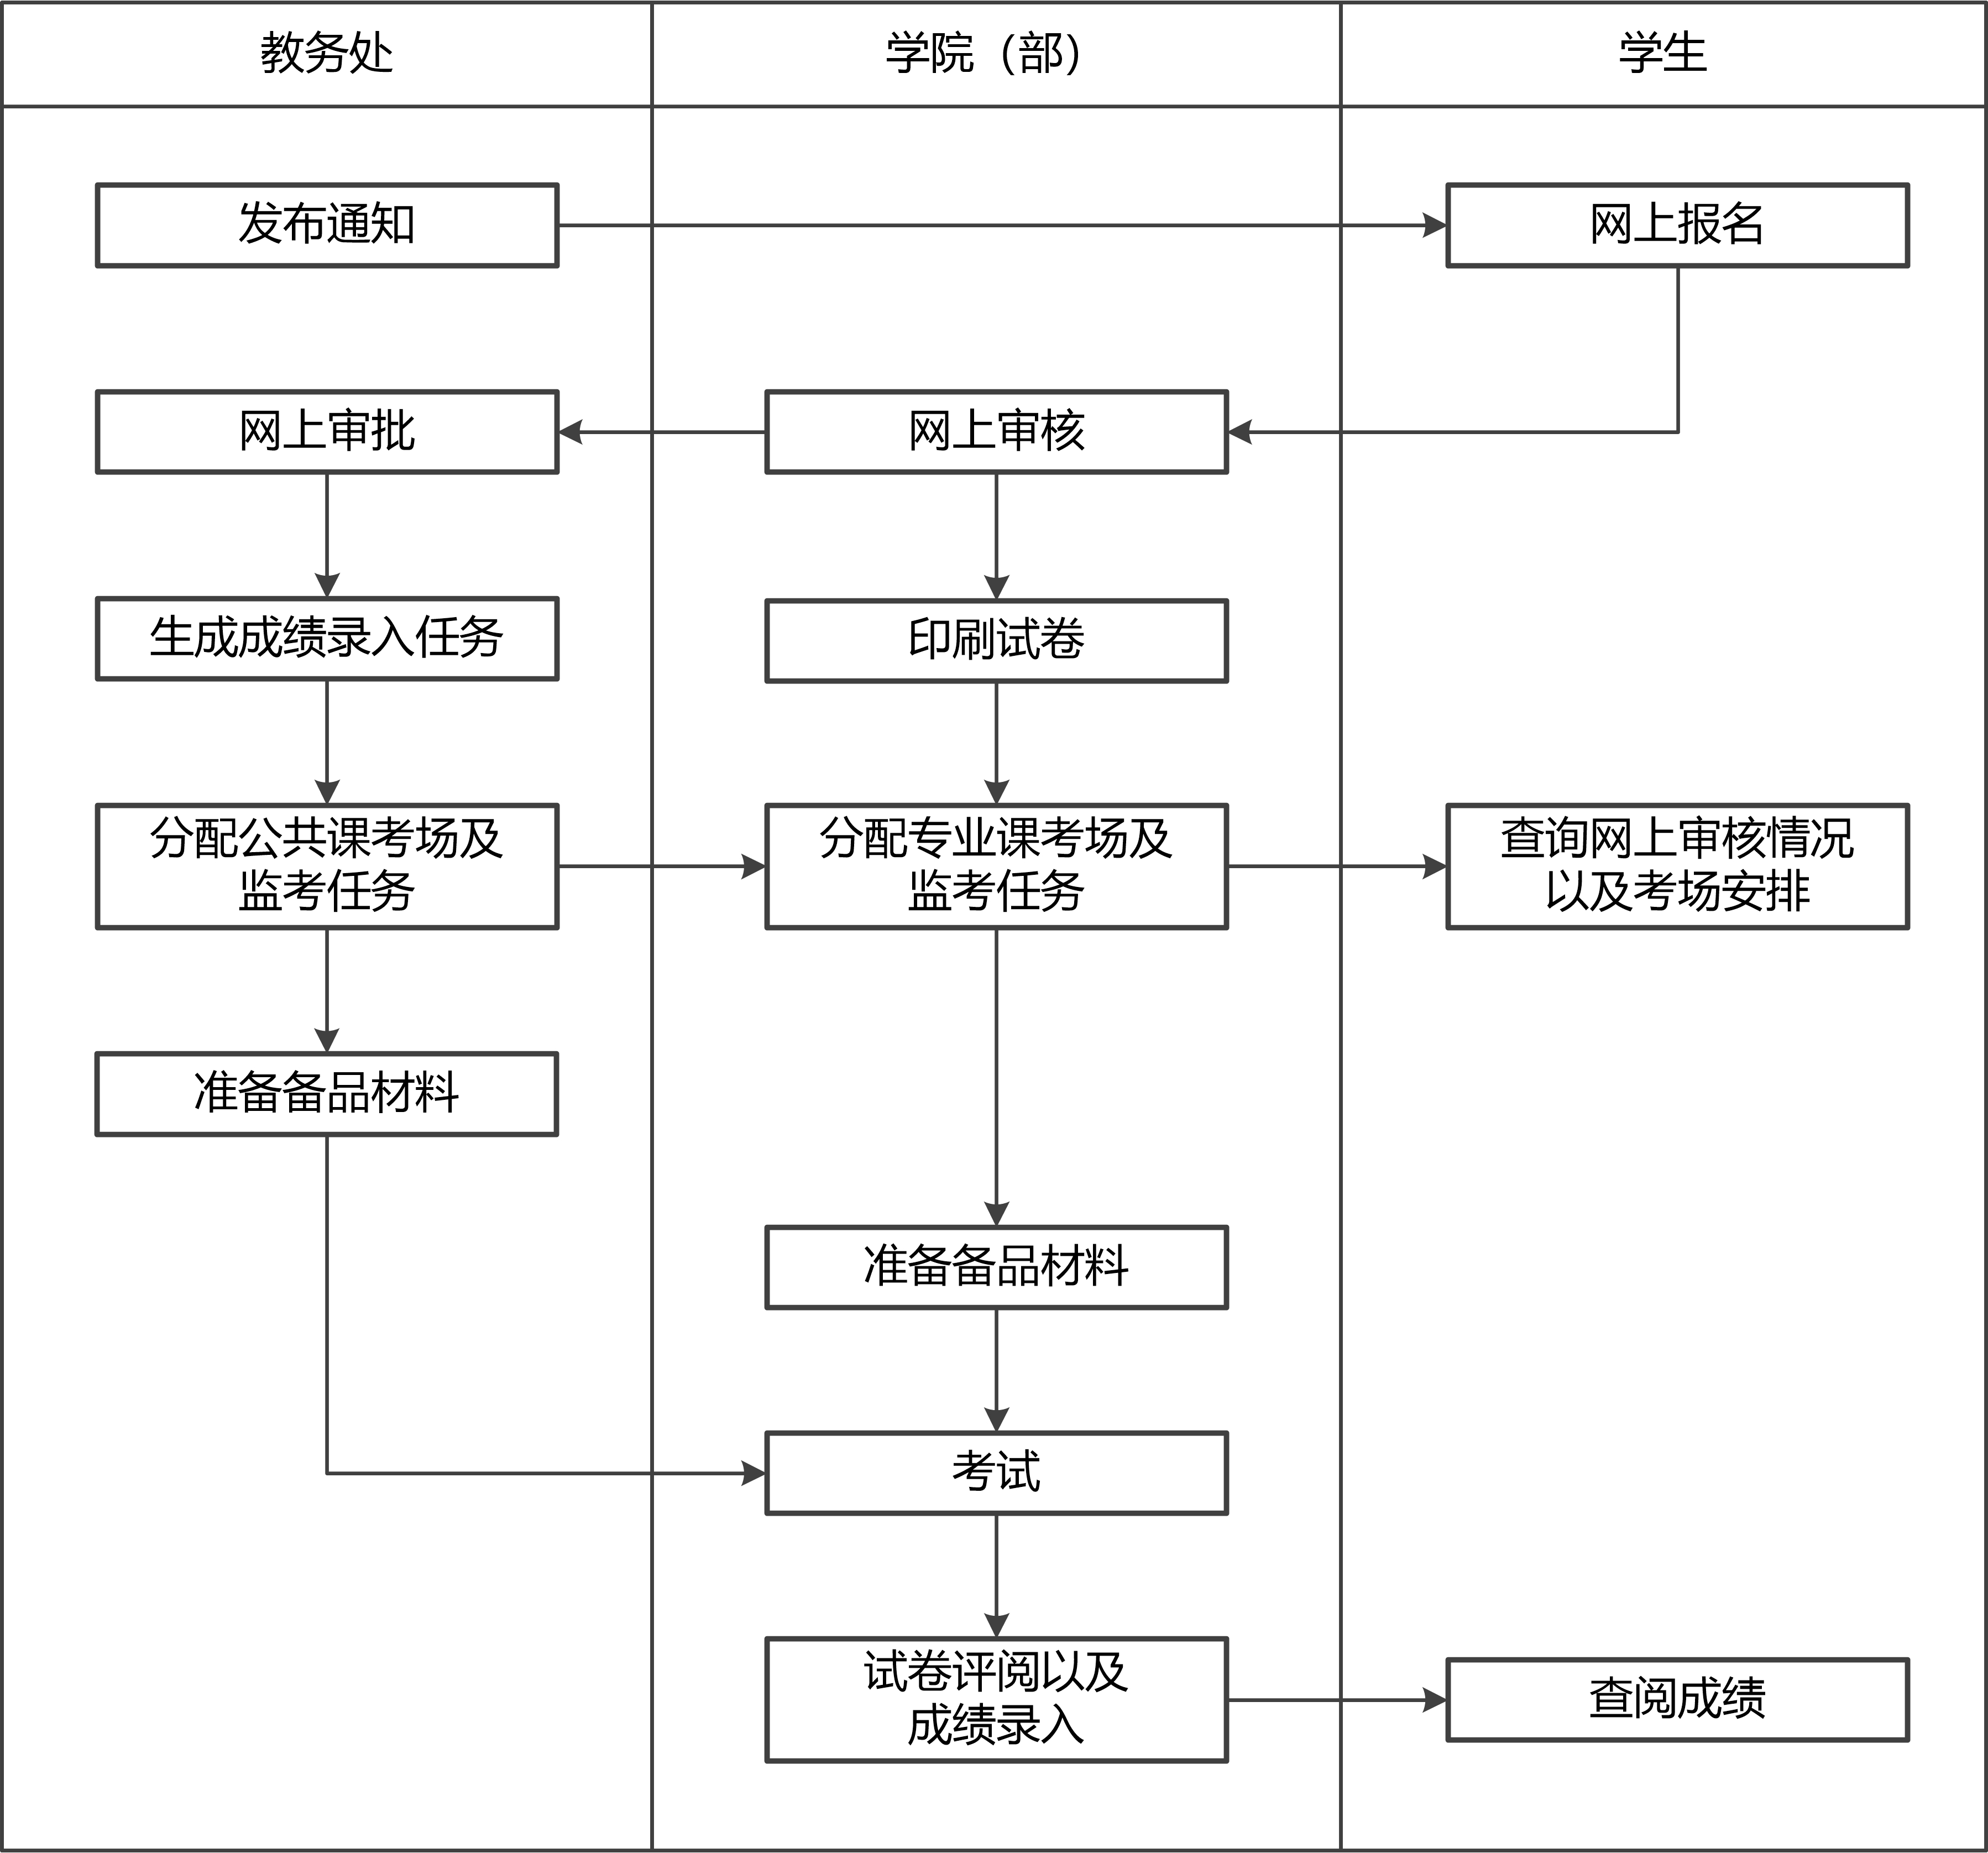 教务处
学院（部）
学生
发布通知
网上报名
网上审批
网上审核
生成成绩录入任务
印刷试卷
分配公共课考场及
监考任务
分配专业课考场及
监考任务
查询网上审核情况
以及考场安排
准备备品材料
准备备品材料
考试
试卷评阅以及
成绩录入
查阅成绩